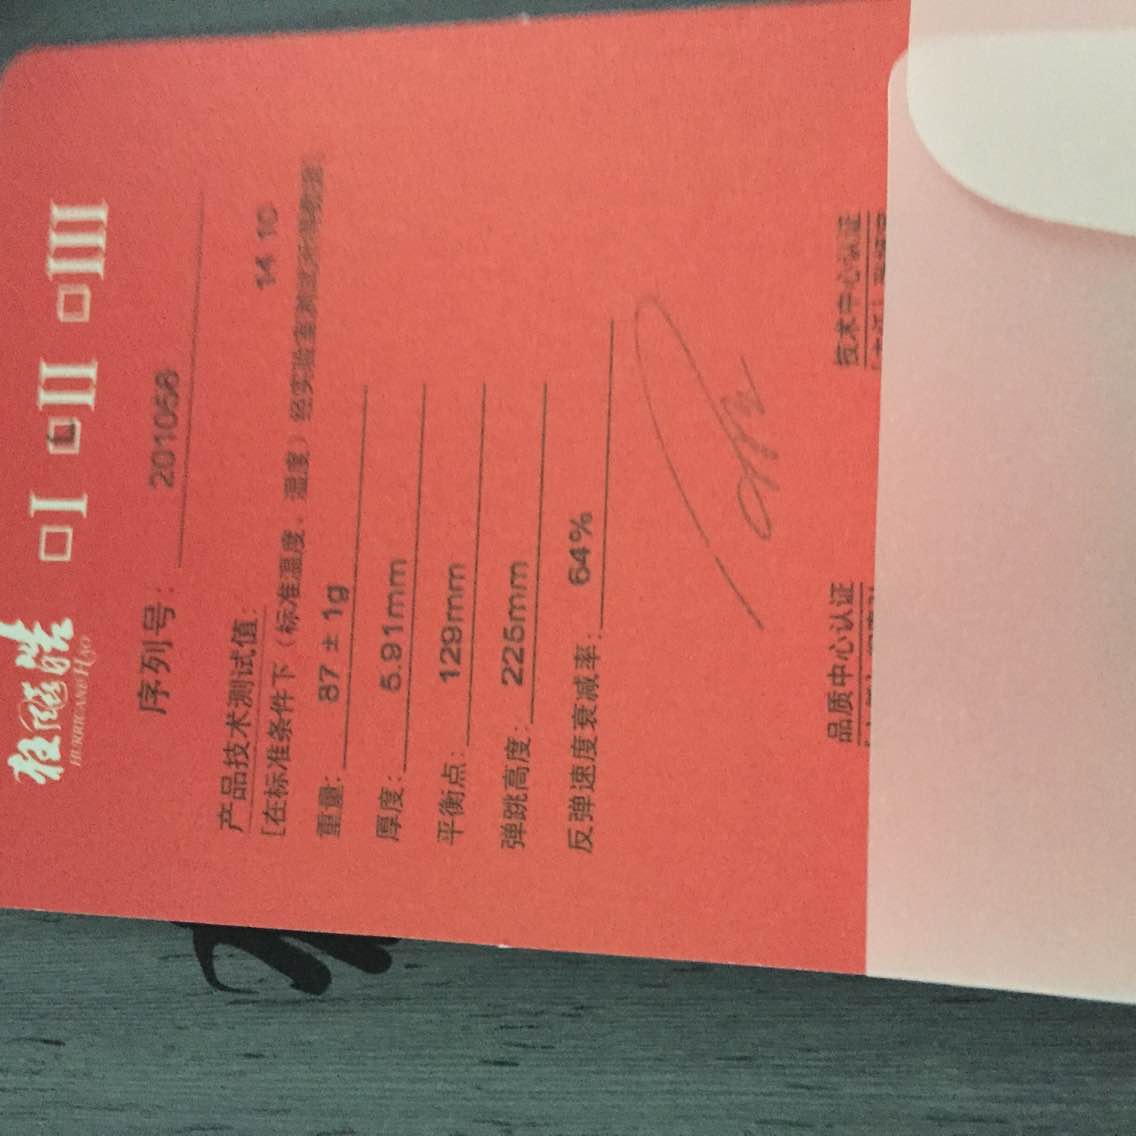 狂飚皓 □I □II □III
HURRICANE HAO
序列号: 201058
产品技术测试值: 14 10
[在标准条件下(标准温度、湿度)经实验室测试所得数据
重量: 87 ± 1g
厚度: 5.91mm
平衡点: 129mm
弹跳高度: 225mm
反弹速度衰减率: 64%
品质中心认证 技术中心认证